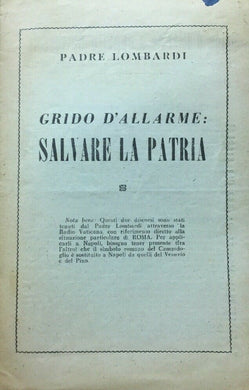 PADRE LOMBARDI
GRIDO D'ALLARME:
SALVARE LA PATRIA
Nota bene: Questi due discorsi sono stati
tenuti dal Padre Lombardi attraverso la
Radio Vaticana con riferimento diretto alla
situazione particolare di ROMA. Per appli-
carli a Napoli, bisogna tener presente (fra
l'altro) che il simbolo romano del Campido-
glio è sostituito a Napoli da quelli del Vesuvio
e del Pino.